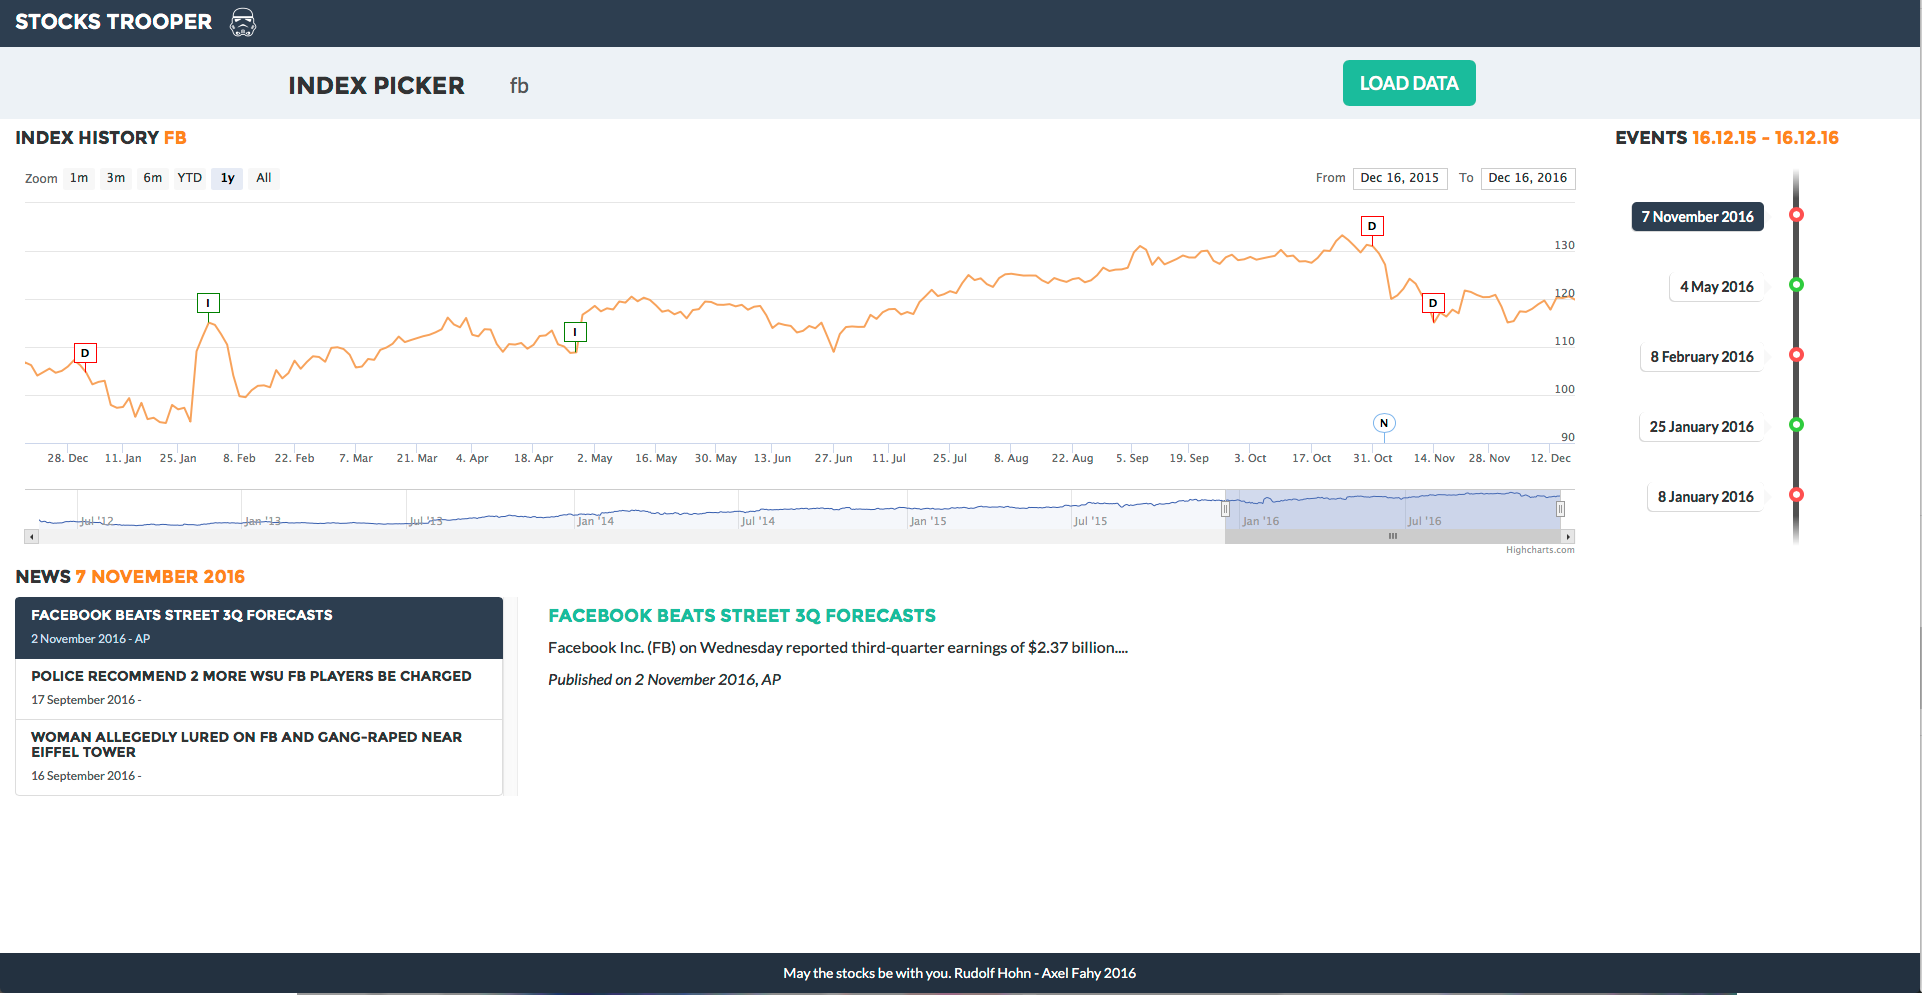 STOCKS TROOPER
INDEX PICKER fb LOAD DATA
INDEX HISTORY FB
Zoom 1m 3m 6m YTD 1y All From Dec 16, 2015 To Dec 16, 2016
D
I
I
D
D
N
130
120
110
100
90
28. Dec 11. Jan 25. Jan 8. Feb 22. Feb 7. Mar 21. Mar 4. Apr 18. Apr 2. May 16. May 30. May 13. Jun 27. Jun 11. Jul 25. Jul 8. Aug 22. Aug 5. Sep 19. Sep 3. Oct 17. Oct 31. Oct 14. Nov 28. Nov 12. Dec
Jul '12 Jan '13 Jul '13 Jan '14 Jul '14 Jan '15 Jul '15 Jan '16 Jul '16
Highcharts.com
EVENTS 16.12.15 - 16.12.16
7 November 2016
4 May 2016
8 February 2016
25 January 2016
8 January 2016
NEWS 7 NOVEMBER 2016
FACEBOOK BEATS STREET 3Q FORECASTS
2 November 2016 - AP
POLICE RECOMMEND 2 MORE WSU FB PLAYERS BE CHARGED
17 September 2016 -
WOMAN ALLEGEDLY LURED ON FB AND GANG-RAPED NEAR
EIFFEL TOWER
16 September 2016 -
FACEBOOK BEATS STREET 3Q FORECASTS
Facebook Inc. (FB) on Wednesday reported third-quarter earnings of $2.37 billion....
Published on 2 November 2016, AP
May the stocks be with you. Rudolf Hohn - Axel Fahy 2016